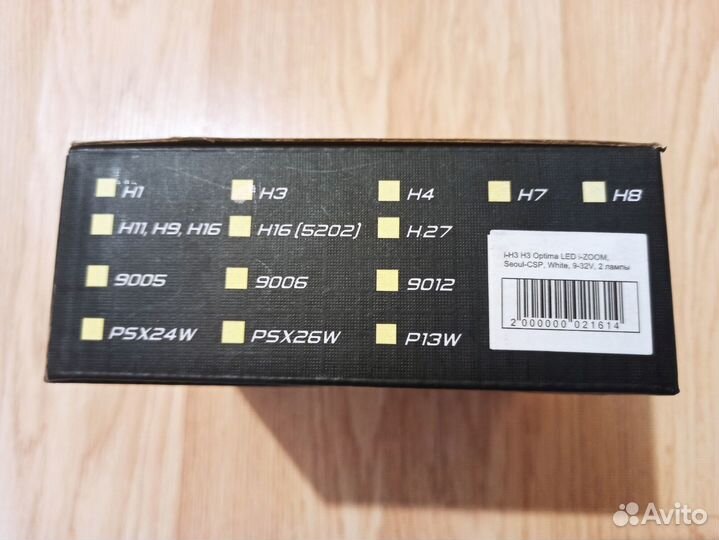 H1 H3 H4 H7 H8
H11, H9, H16 H16 (5202) H.27
9005 9006 9012
PSX24W PSX26W P13W
i-H3 H3 Optima LED i-ZOOM,
Seoul-CSP, White, 9-32V, 2 лампы
2 000000 021614
Avito